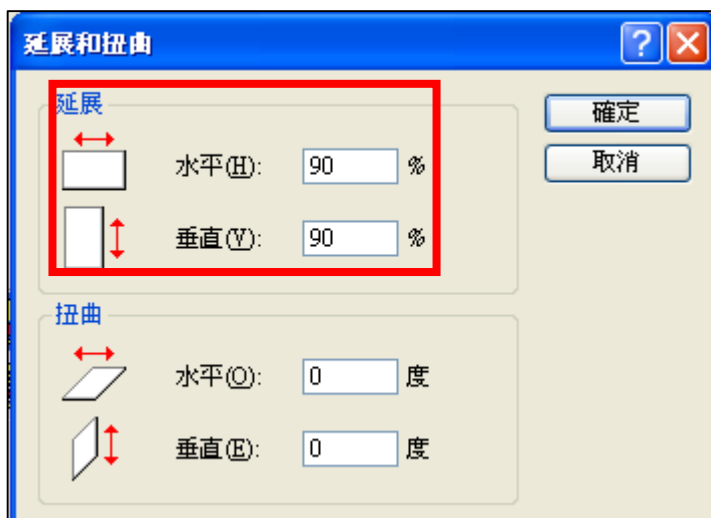 延展和扭曲
延展
確定
水平(H): 90 %
取消
垂直(V): 90 %
扭曲
水平(O): 0 度
垂直(E): 0 度